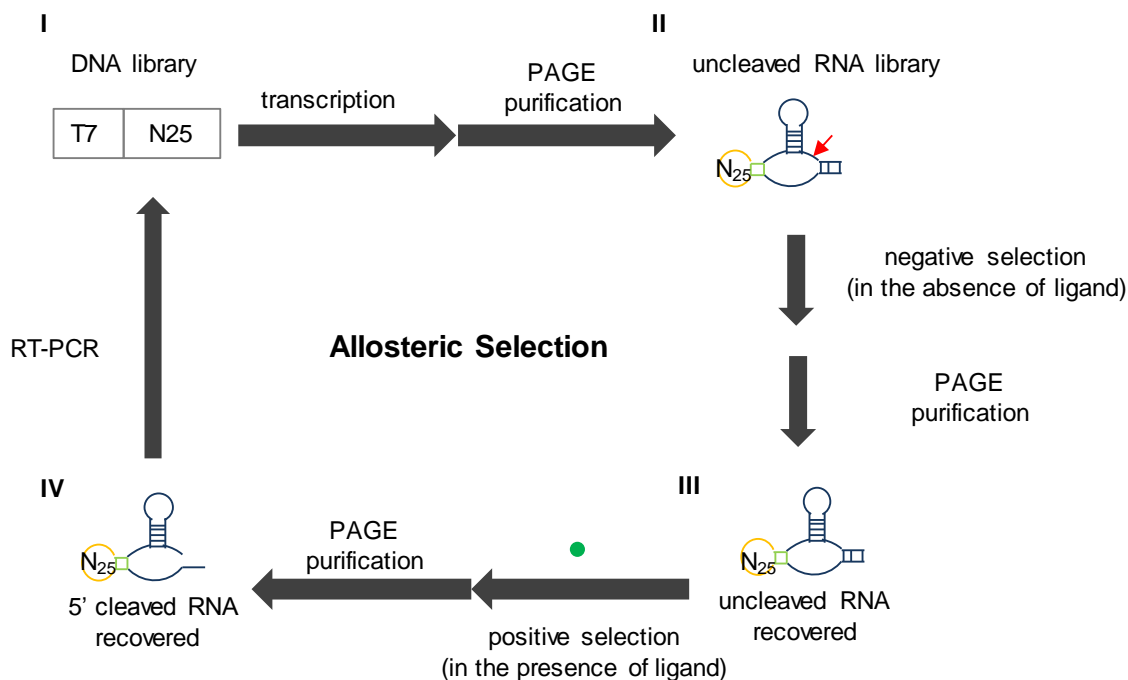 I
DNA library
T7
N25
transcription
PAGE
purification
II
uncleaved RNA library
N25
negative selection
(in the absence of ligand)
PAGE
purification
III
N25
uncleaved RNA
recovered
positive selection
(in the presence of ligand)
PAGE
purification
IV
N25
5’ cleaved RNA
recovered
RT-PCR
Allosteric Selection